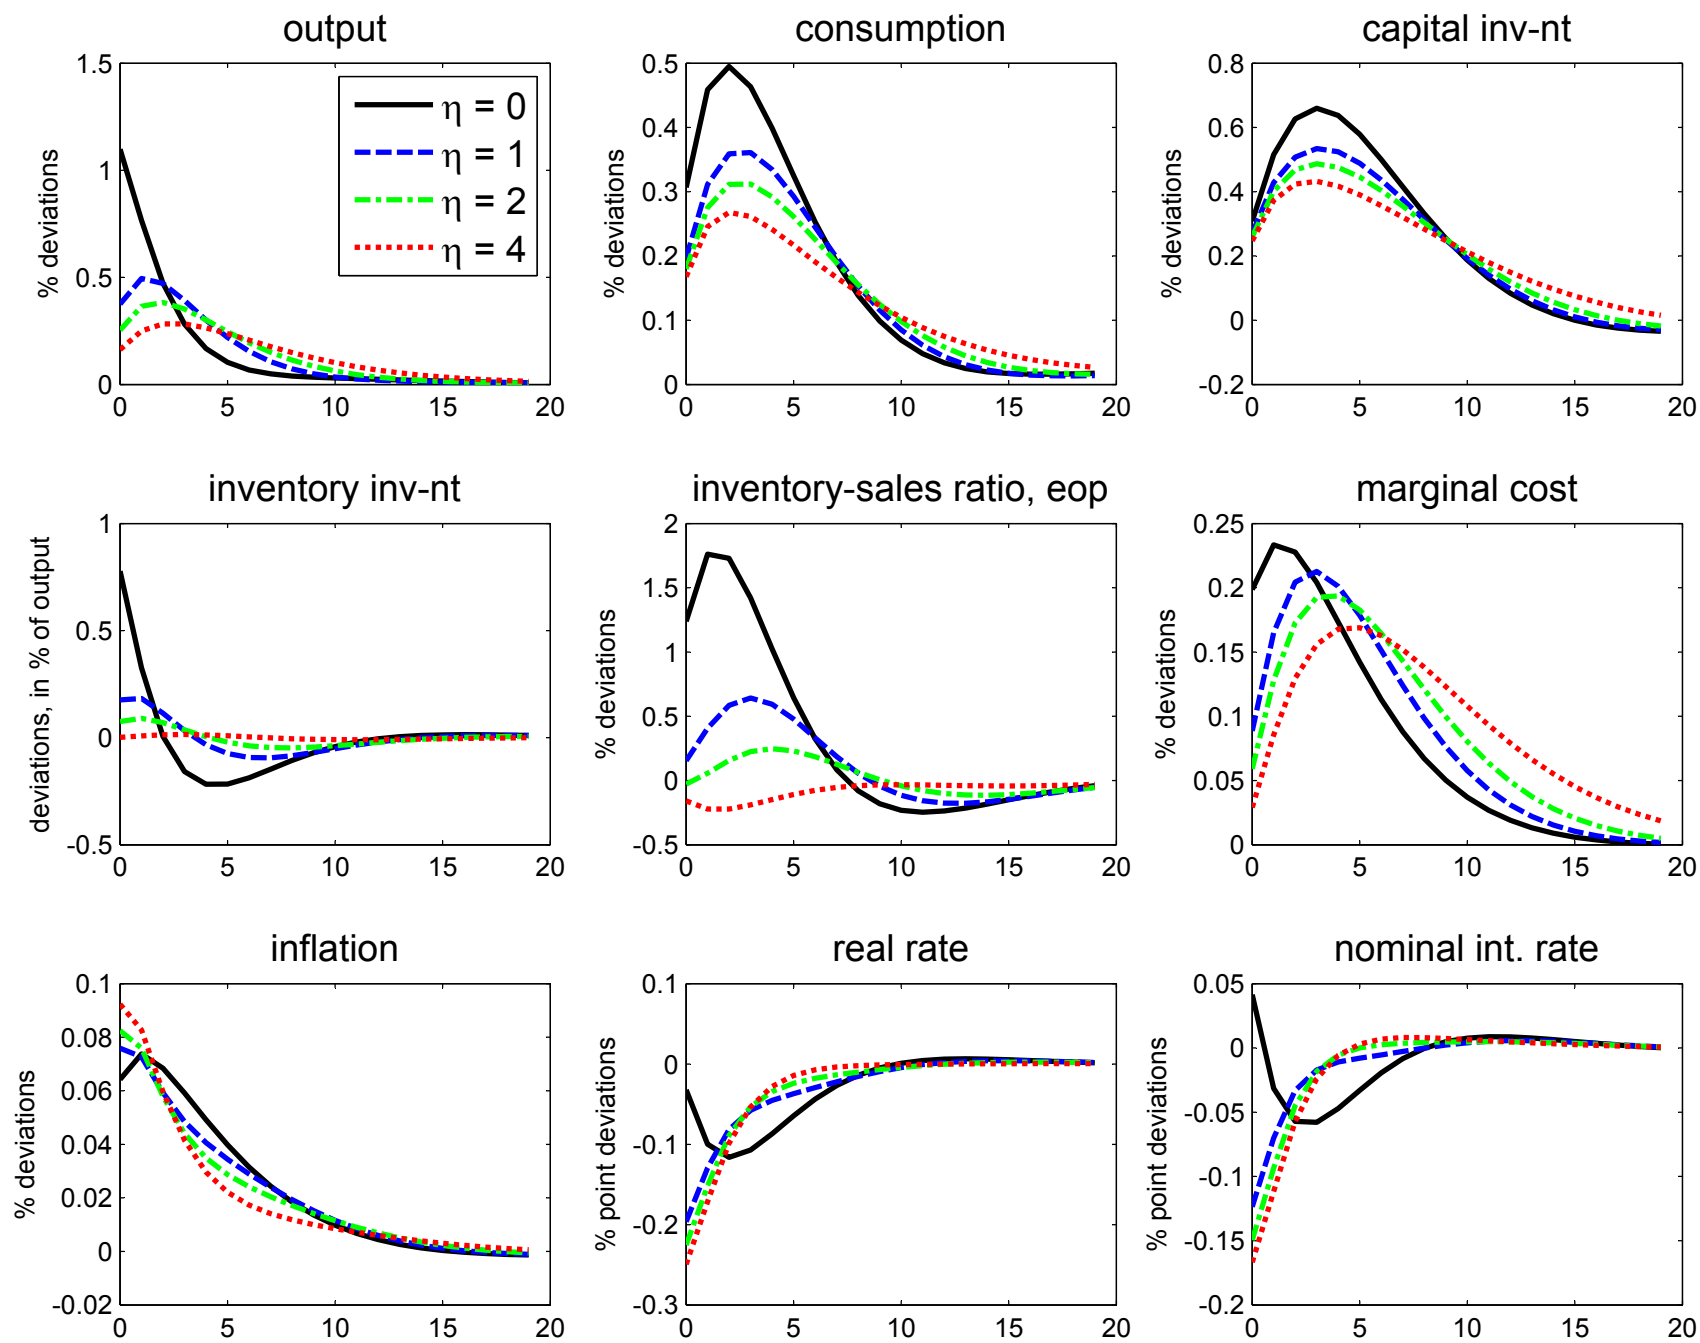 output
% deviations
1.5
1
0.5
0
0 5 10 15 20
η = 0
η = 1
η = 2
η = 4
consumption
% deviations
0.5
0.4
0.3
0.2
0.1
0
0 5 10 15 20
capital inv-nt
% deviations
0.8
0.6
0.4
0.2
0
-0.2
0 5 10 15 20
inventory inv-nt
deviations, in % of output
1
0.5
0
-0.5
0 5 10 15 20
inventory-sales ratio, eop
% deviations
2
1.5
1
0.5
0
-0.5
0 5 10 15 20
marginal cost
% deviations
0.25
0.2
0.15
0.1
0.05
0
0 5 10 15 20
inflation
% deviations
0.1
0.08
0.06
0.04
0.02
0
-0.02
0 5 10 15 20
real rate
% point deviations
0.1
0
-0.1
-0.2
-0.3
0 5 10 15 20
nominal int. rate
% point deviations
0.05
0
-0.05
-0.1
-0.15
-0.2
0 5 10 15 20